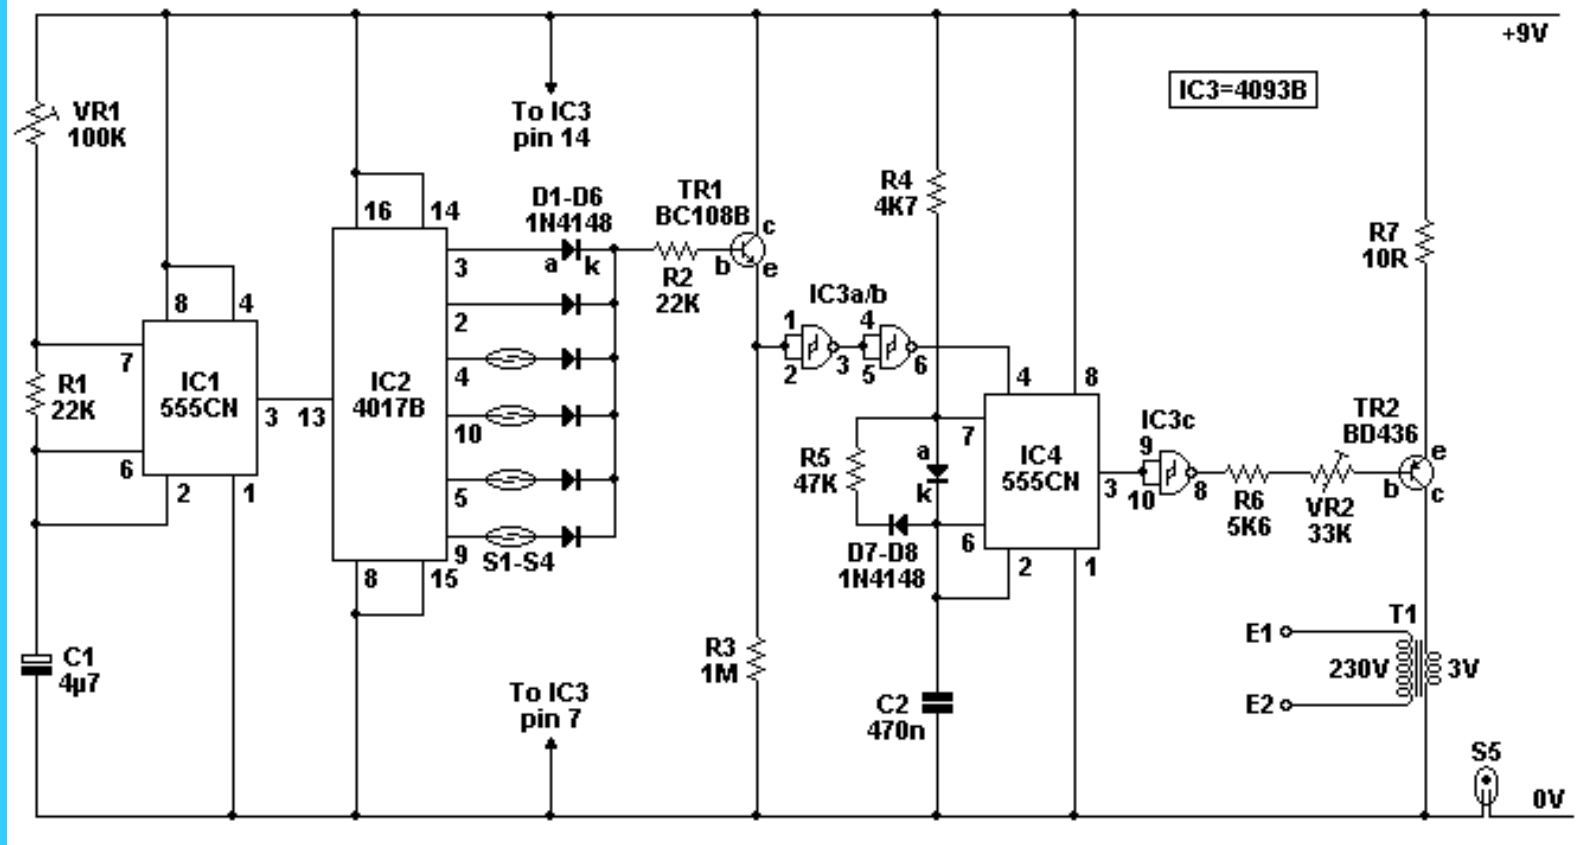 +9V
IC3=4093B
VR1
100K
To IC3
pin 14
D1-D6
1N4148
TR1
BC108B
R4
4K7
R7
10R
16
14
3
a
k
b
c
e
R2
22K
IC3a/b
8
4
2
1
2
3
4
5
6
4
8
7
R1
22K
IC1
555CN
3
13
IC2
4017B
4
10
5
9
S1-S4
6
2
1
8
15
R5
47K
a
k
7
IC4
555CN
3
IC3c
9
10
8
TR2
BD436
e
b
c
R6
5K6
VR2
33K
D7-D8
1N4148
6
2
1
C1
4µ7
To IC3
pin 7
R3
1M
C2
470n
T1
E1
230V
3V
E2
S5
0V